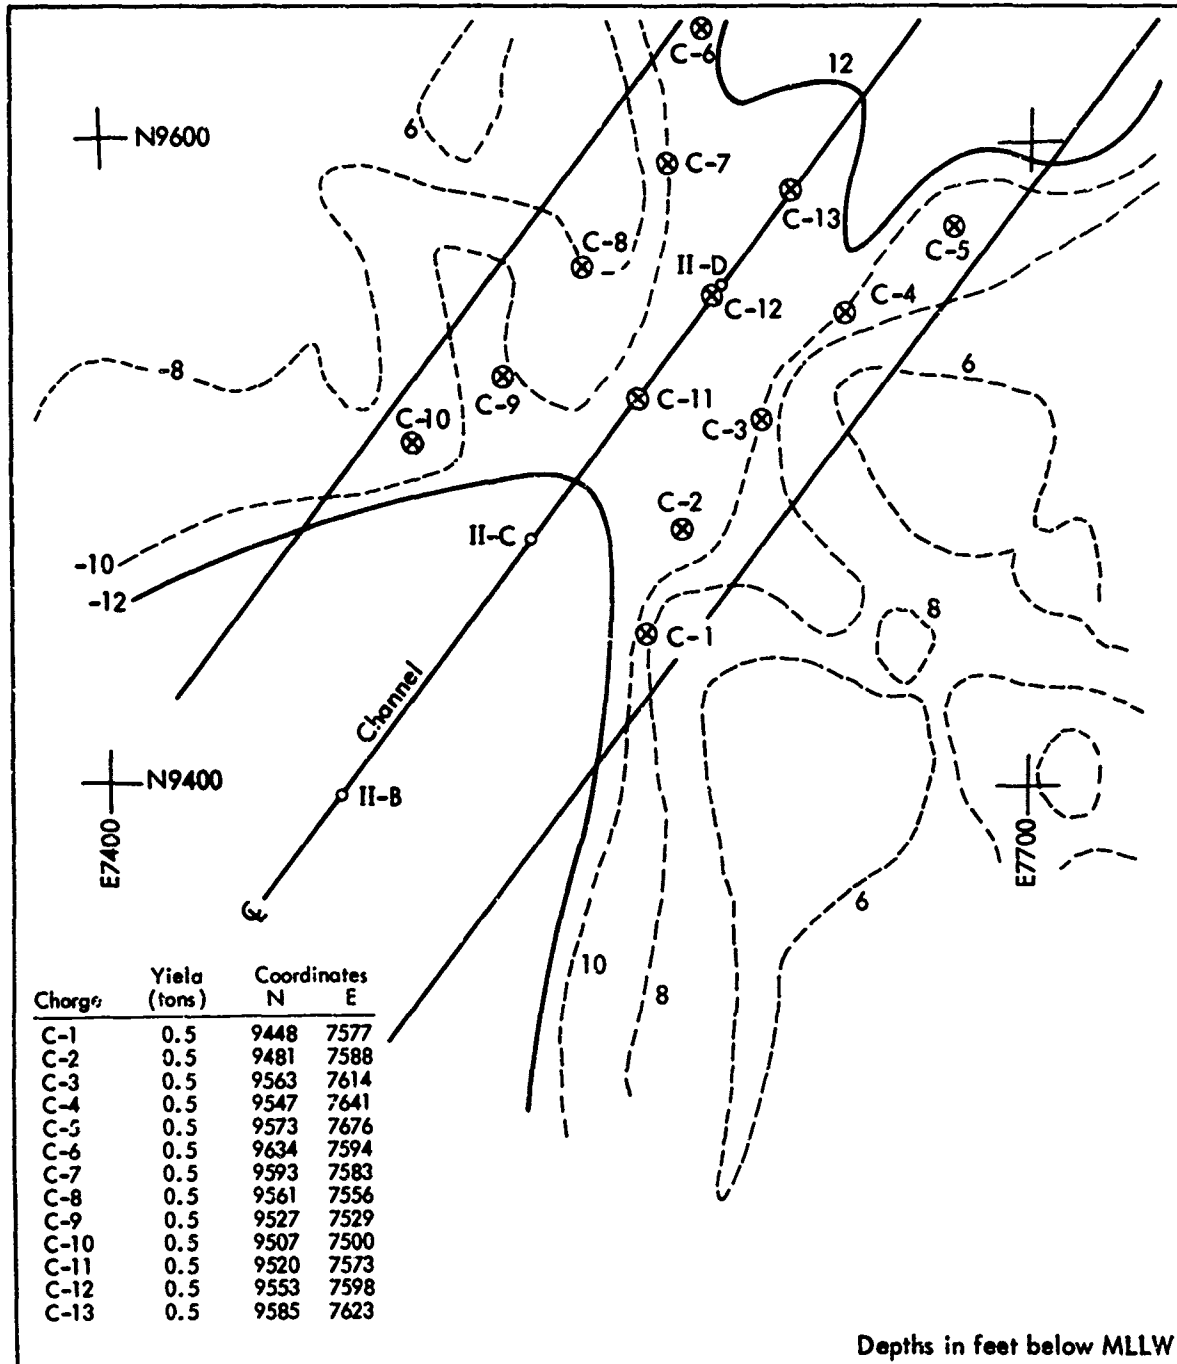 C-6
12
6
N9600
C-7
C-13
C-8
C-5
II-D
C-12
C-4
-8
6
C-9
C-11
C-10
C-3
C-2
II-C
-10
-12
8
C-1
Channel
N9400
II-B
E7400
E7700
℄
6
10
8
Yiela Coordinates
Charge (tons) N E
C-1 0.5 9448 7577
C-2 0.5 9481 7588
C-3 0.5 9563 7614
C-4 0.5 9547 7641
C-5 0.5 9573 7676
C-6 0.5 9634 7594
C-7 0.5 9593 7583
C-8 0.5 9561 7556
C-9 0.5 9527 7529
C-10 0.5 9507 7500
C-11 0.5 9520 7573
C-12 0.5 9553 7598
C-13 0.5 9585 7623
Depths in feet below MLLW